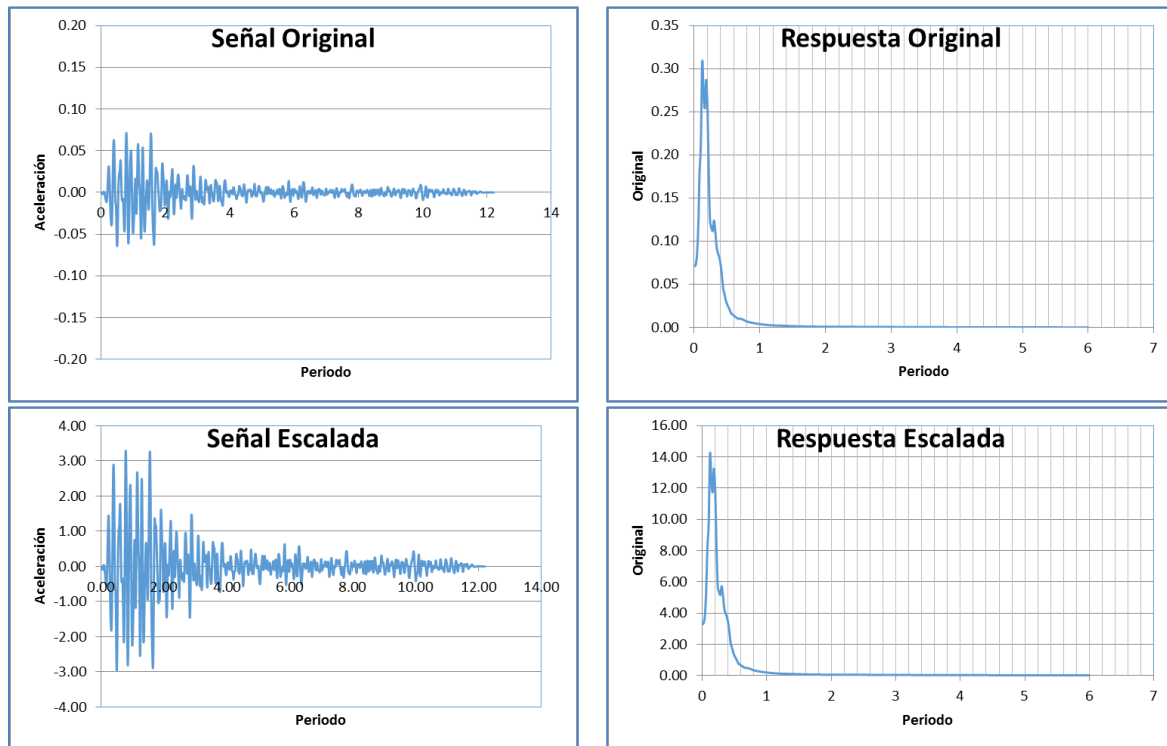 Señal Original
Aceleración
0.20
0.15
0.10
0.05
0.00
-0.05
-0.10
-0.15
-0.20
0 2 4 6 8 10 12 14
Periodo
Respuesta Original
Original
0.35
0.30
0.25
0.20
0.15
0.10
0.05
0.00
0 1 2 3 4 5 6 7
Periodo
Señal Escalada
Aceleración
4.00
3.00
2.00
1.00
0.00
-1.00
-2.00
-3.00
-4.00
0.00 2.00 4.00 6.00 8.00 10.00 12.00 14.00
Periodo
Respuesta Escalada
Original
16.00
14.00
12.00
10.00
8.00
6.00
4.00
2.00
0.00
0 1 2 3 4 5 6 7
Periodo